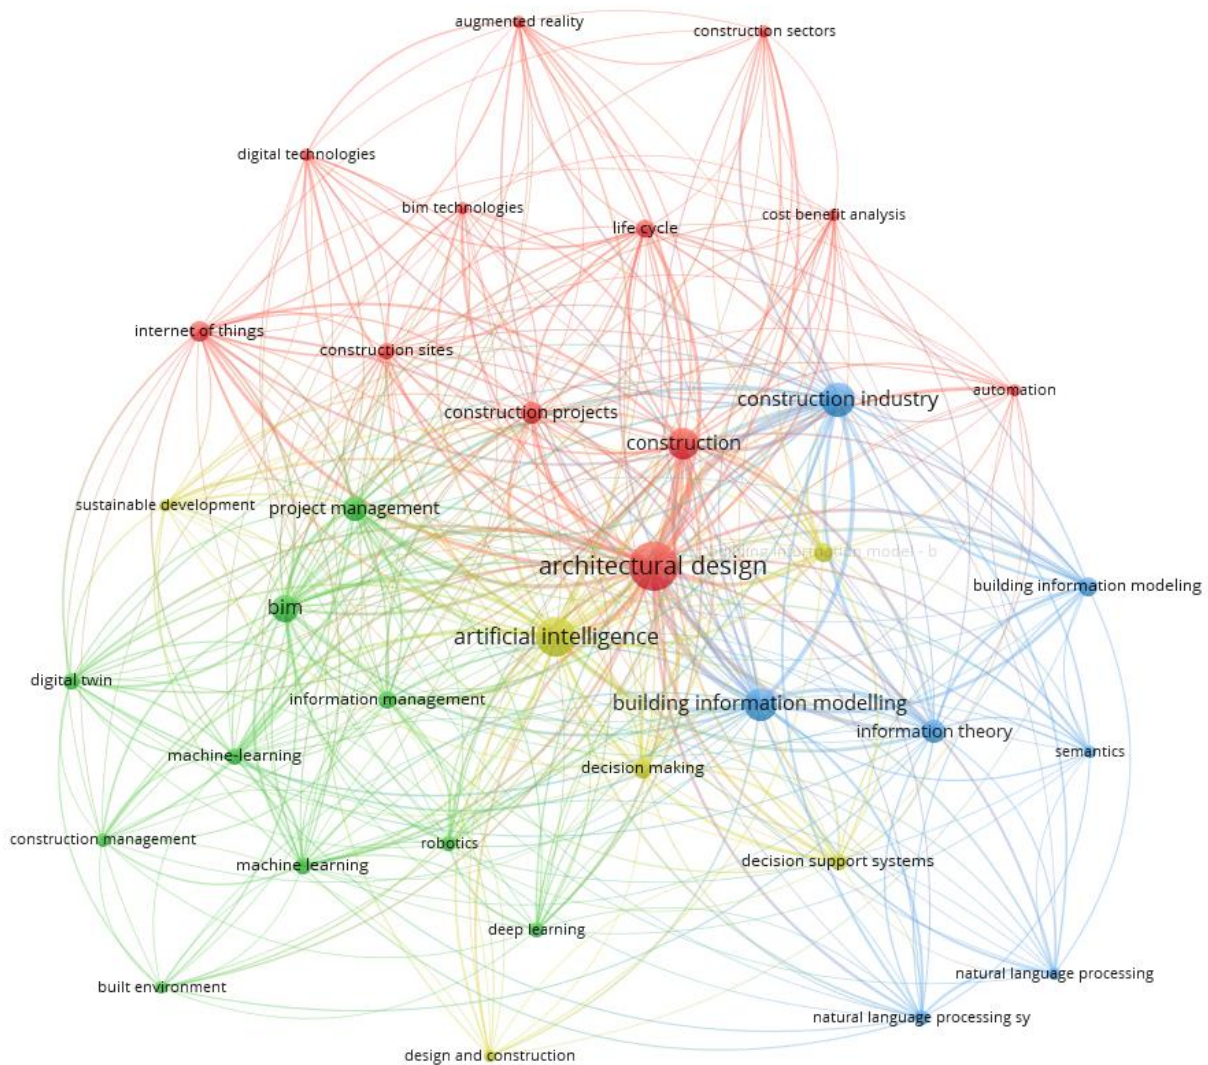 augmented reality
construction sectors
digital technologies
bim technologies
life cycle
cost benefit analysis
internet of things
construction sites
automation
construction industry
construction projects
construction
sustainable development
project management
building information model - b
architectural design
building information modeling
bim
artificial intelligence
digital twin
information management
building information modelling
information theory
machine-learning
decision making
semantics
construction management
robotics
machine learning
decision support systems
deep learning
natural language processing
built environment
natural language processing sy
design and construction